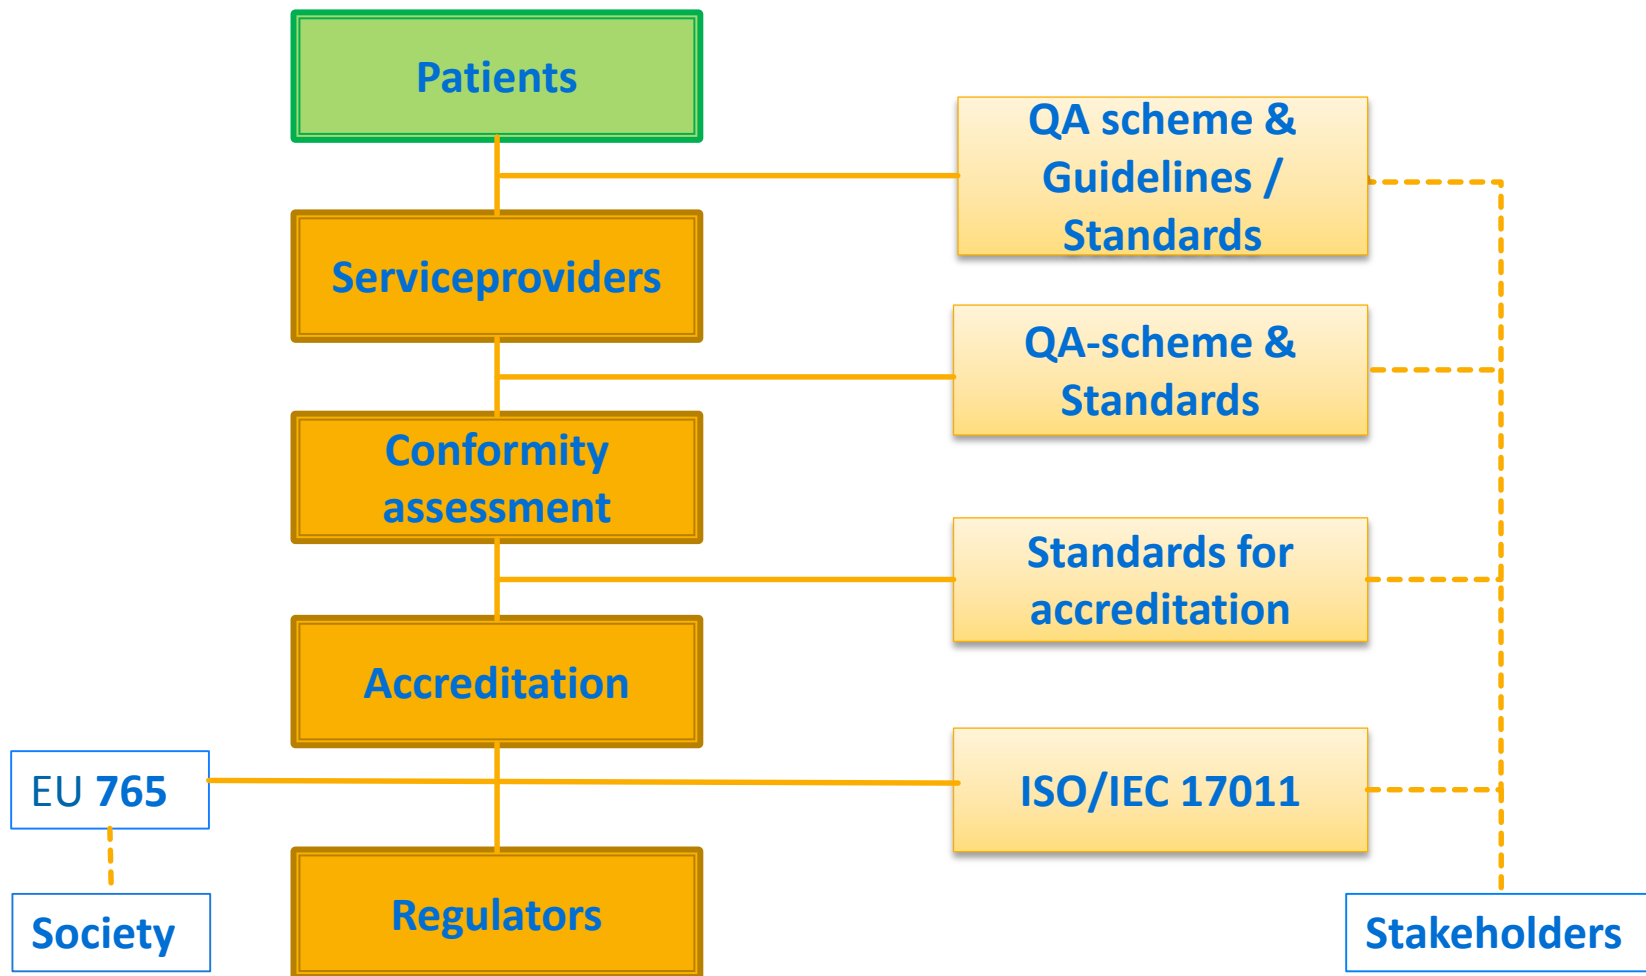 Patients
QA scheme &
Guidelines /
Standards
Serviceproviders
QA-scheme &
Standards
Conformity
assessment
Standards for
accreditation
Accreditation
EU 765
ISO/IEC 17011
Regulators
Society
Stakeholders